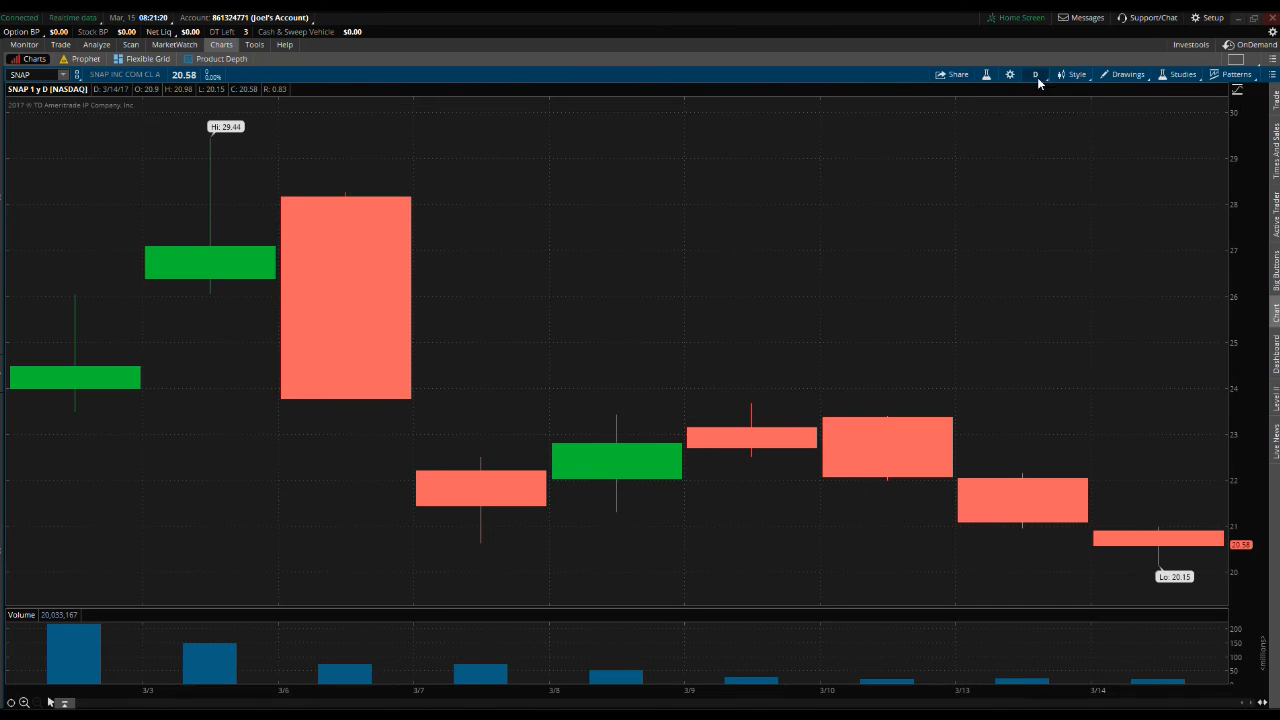 Connected Realtime data Mar, 15 08:21:20 Account: 861324771 (Joel's Account) Home Screen Messages Support/Chat Setup
Option BP $0.00 Stock BP $0.00 Net Liq $0.00 DT Left 3 Cash & Sweep Vehicle $0.00
Monitor Trade Analyze Scan MarketWatch Charts Tools Help Investools OnDemand
Charts Prophet Flexible Grid Product Depth
SNAP SNAP INC COM CL A 20.58 0 Share D Style Drawings Studies Patterns
0.00%
SNAP 1 y D [NASDAQ] D: 3/14/17 O: 20.9 H: 20.98 L: 20.15 C: 20.58 R: 0.83
2017 © TD Ameritrade IP Company, Inc.
Hi: 29.44
30
29
28
27
26
25
24
23
22
21
20.58
20
Lo: 20.15
Volume 20,033,167
200
150
100
50
<millions>
3/3 3/6 3/7 3/8 3/9 3/10 3/13 3/14
Trade
Times And Sales
Active Trader
Big Buttons
Chart
Dashboard
Level II
Live News